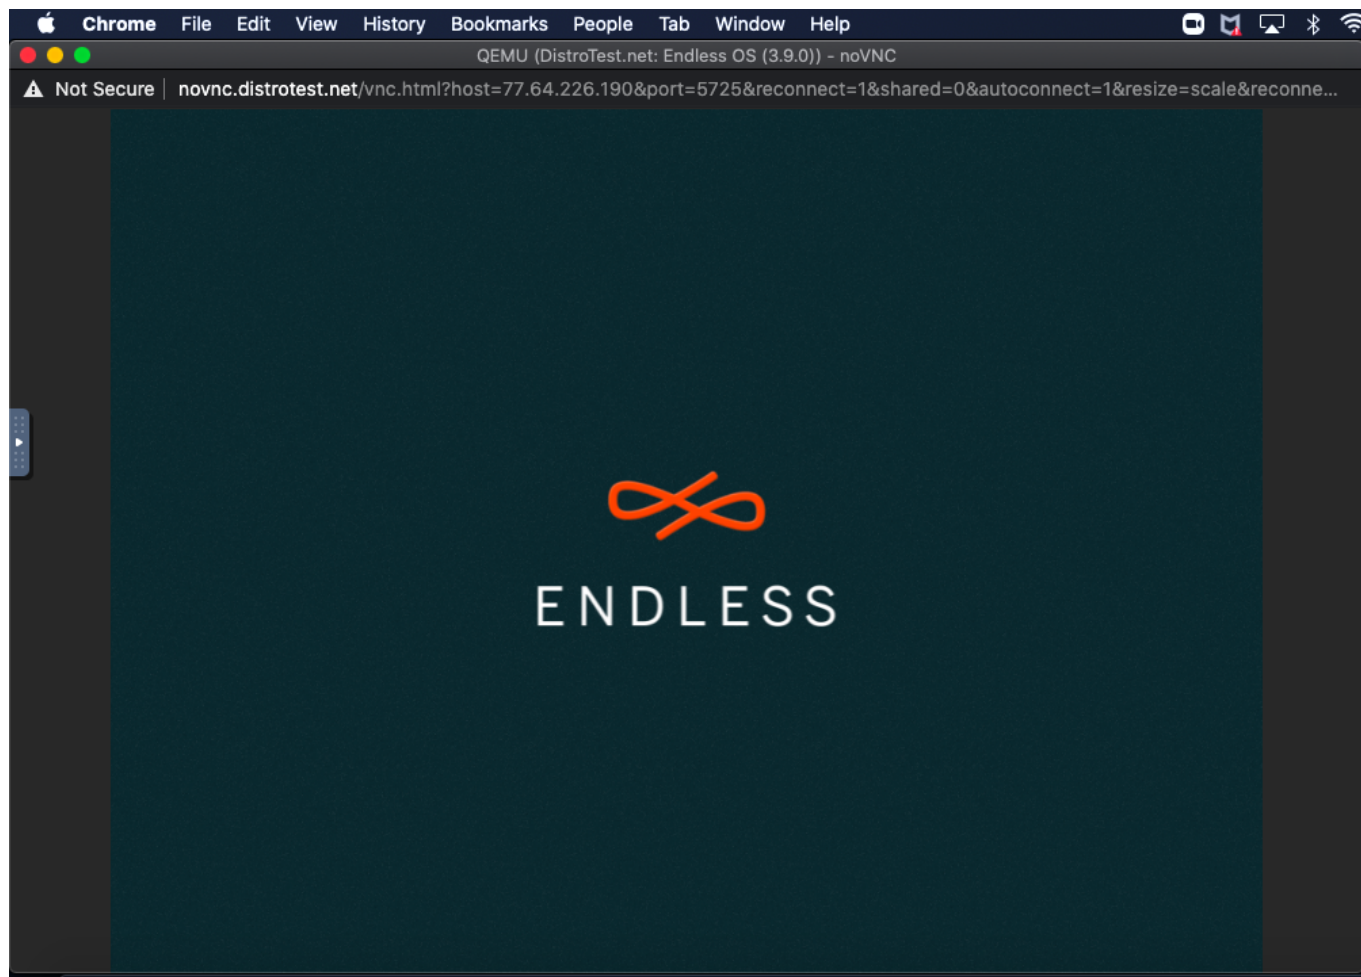 Chrome File Edit View History Bookmarks People Tab Window Help
QEMU (DistroTest.net: Endless OS (3.9.0)) - noVNC
Not Secure | novnc.distrotest.net/vnc.html?host=77.64.226.190&port=5725&reconnect=1&shared=0&autoconnect=1&resize=scale&reconne...
ENDLESS